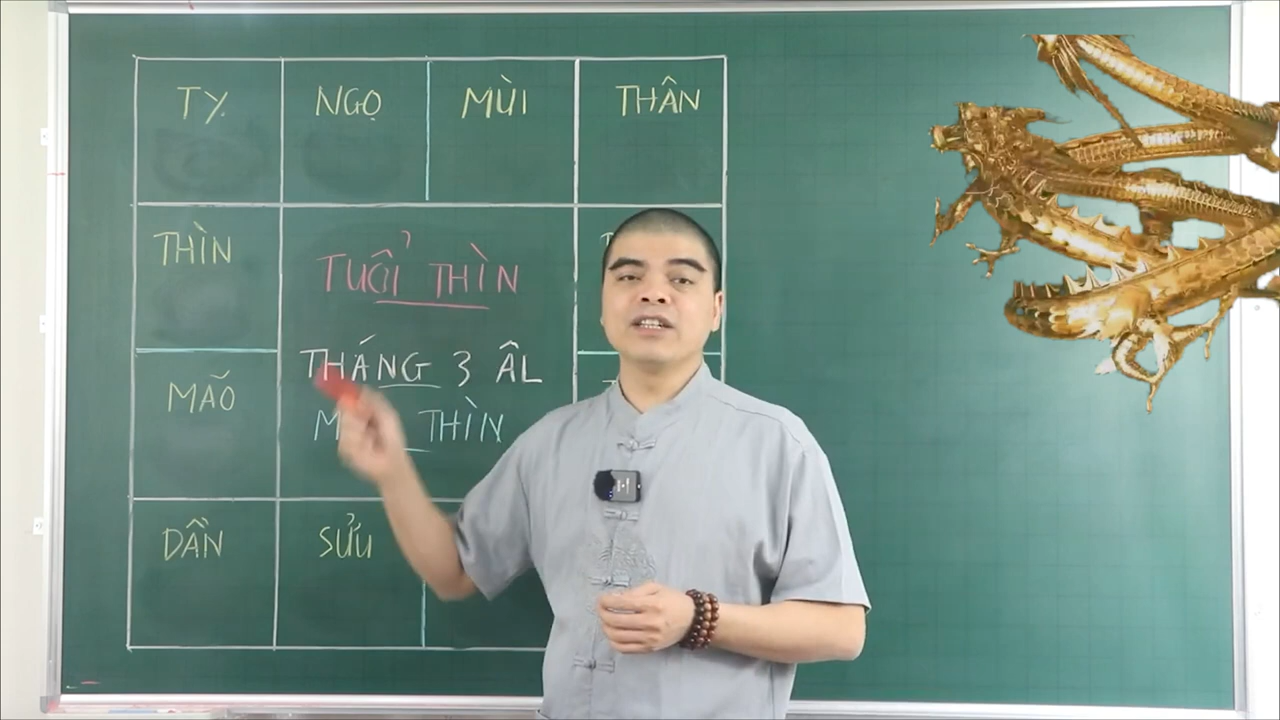 TỴ NGỌ MÙI THÂN
THÌN
TUỔI THÌN
THÁNG 3 ÂL
MÃO
THÌN
DẦN SỬU